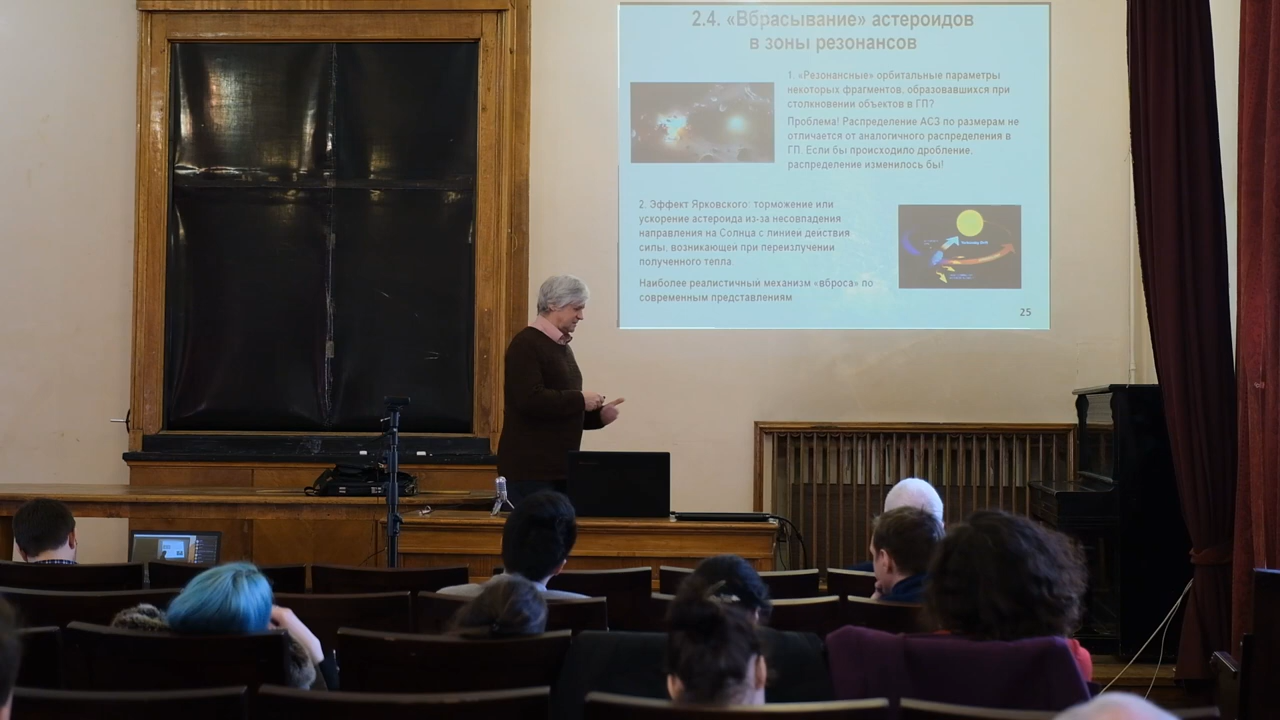 2.4. «Вбрасывание» астероидов
в зоны резонансов
1. «Резонансные» орбитальные параметры
некоторых фрагментов, образовавшихся при
столкновении объектов в ГП?
Проблема! Распределение АСЗ по размерам не
отличается от аналогичного распределения в
ГП. Если бы происходило дробление,
распределение изменилось бы!
2. Эффект Ярковского: торможение или
ускорение астероида из-за несовпадения
направления на Солнца с линией действия
силы, возникающей при переизлучении
полученного тепла
Наиболее реалистичный механизм «вброса» по
современным представлениям
25